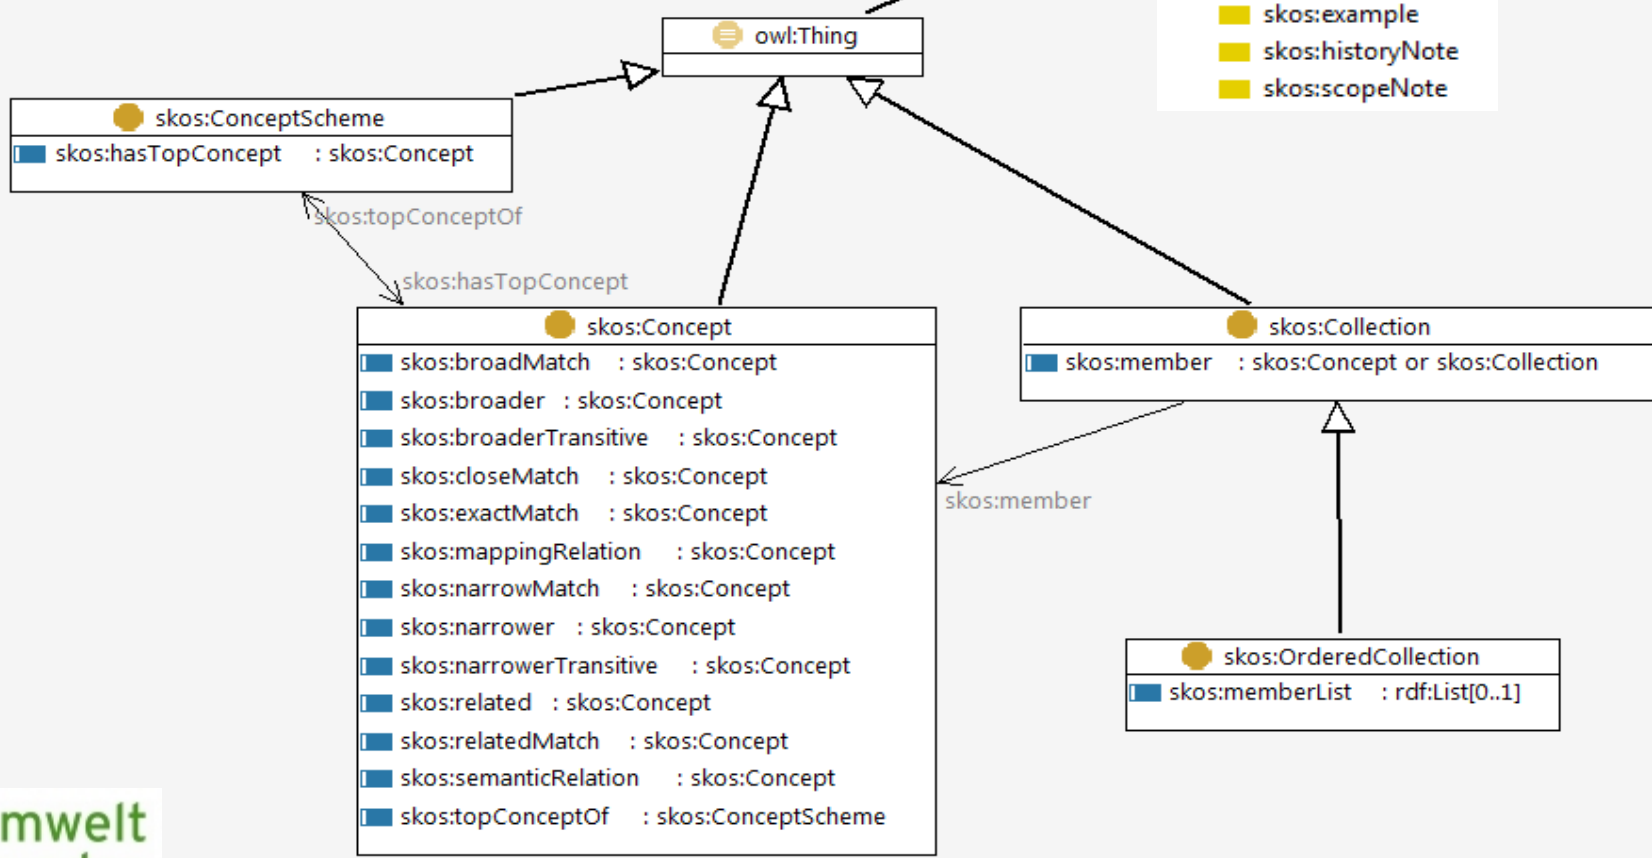 owl:Thing
skos:example
skos:historyNote
skos:scopeNote
skos:ConceptScheme
skos:hasTopConcept : skos:Concept
skos:topConceptOf
skos:hasTopConcept
skos:Concept
skos:broadMatch : skos:Concept
skos:broader : skos:Concept
skos:broaderTransitive : skos:Concept
skos:closeMatch : skos:Concept
skos:exactMatch : skos:Concept
skos:mappingRelation : skos:Concept
skos:narrowMatch : skos:Concept
skos:narrower : skos:Concept
skos:narrowerTransitive : skos:Concept
skos:related : skos:Concept
skos:relatedMatch : skos:Concept
skos:semanticRelation : skos:Concept
skos:topConceptOf : skos:ConceptScheme
skos:Collection
skos:member : skos:Concept or skos:Collection
skos:member
skos:OrderedCollection
skos:memberList : rdf:List[0..1]
mwelt